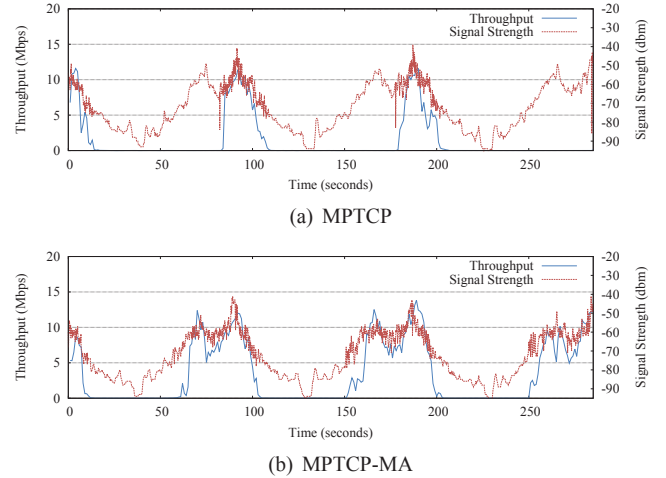 Throughput (Mbps)
20
15
10
5
0
Throughput
Signal Strength
-20
-30
-40
-50
-60
-70
-80
-90
Signal Strength (dbm)
0 50 100 150 200 250
Time (seconds)
(a) MPTCP
Throughput (Mbps)
20
15
10
5
0
Throughput
Signal Strength
-20
-30
-40
-50
-60
-70
-80
-90
Signal Strength (dbm)
0 50 100 150 200 250
Time (seconds)
(b) MPTCP-MA